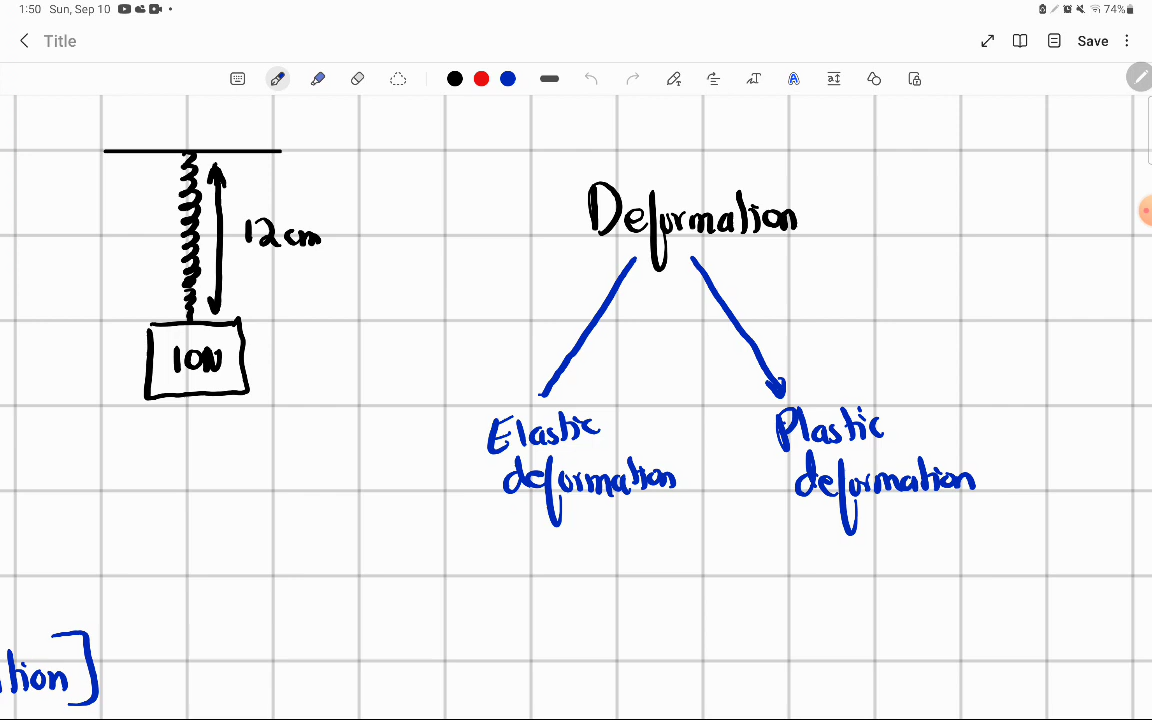 1:50 Sun, Sep 10
74%
Title
Save
12cm
10N
Deformation
Elastic
deformation
Plastic
deformation
tion]